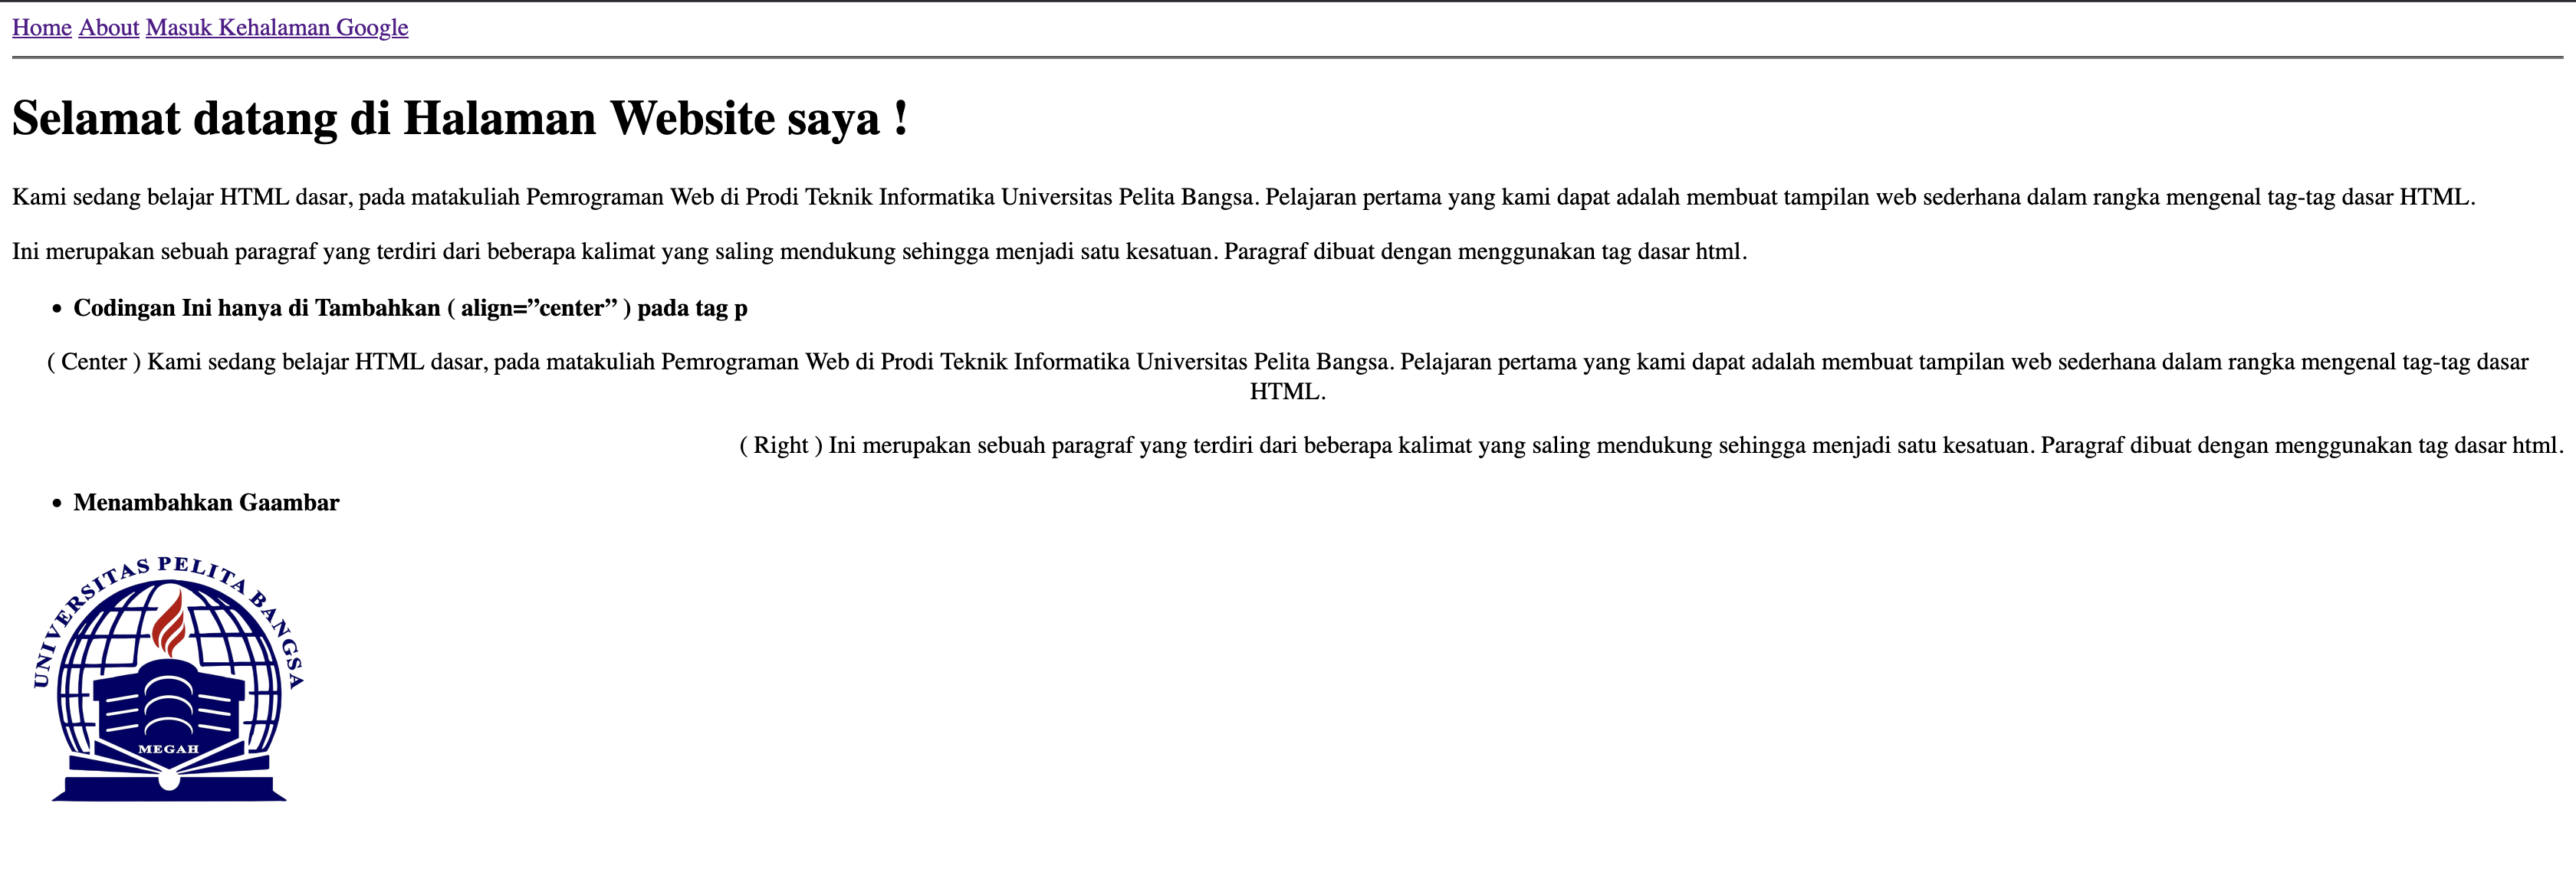 Home About Masuk Kehalaman Google
Selamat datang di Halaman Website saya !
Kami sedang belajar HTML dasar, pada matakuliah Pemrograman Web di Prodi Teknik Informatika Universitas Pelita Bangsa. Pelajaran pertama yang kami dapat adalah membuat tampilan web sederhana dalam rangka mengenal tag-tag dasar HTML.
Ini merupakan sebuah paragraf yang terdiri dari beberapa kalimat yang saling mendukung sehingga menjadi satu kesatuan. Paragraf dibuat dengan menggunakan tag dasar html.
• Codingan Ini hanya di Tambahkan ( align=”center” ) pada tag p
( Center ) Kami sedang belajar HTML dasar, pada matakuliah Pemrograman Web di Prodi Teknik Informatika Universitas Pelita Bangsa. Pelajaran pertama yang kami dapat adalah membuat tampilan web sederhana dalam rangka mengenal tag-tag dasar
HTML.
( Right ) Ini merupakan sebuah paragraf yang terdiri dari beberapa kalimat yang saling mendukung sehingga menjadi satu kesatuan. Paragraf dibuat dengan menggunakan tag dasar html.
• Menambahkan Gaambar
UNIVERSITAS PELITA BANGSA
MEGAH